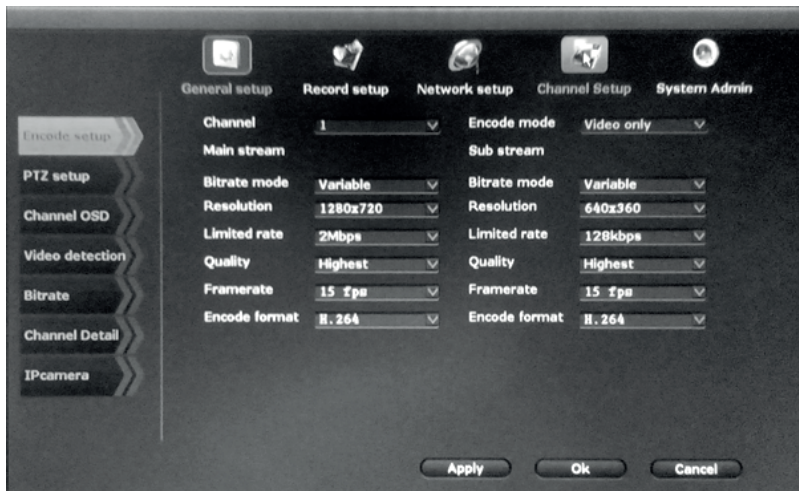 General setup Record setup Network setup Channel Setup System Admin
Encode setup
PTZ setup
Channel OSD
Video detection
Bitrate
Channel Detail
IPcamera
Channel 1 Encode mode Video only
Main stream Sub stream
Bitrate mode Variable Bitrate mode Variable
Resolution 1280x720 Resolution 640x360
Limited rate 2Mbps Limited rate 128kbps
Quality Highest Quality Highest
Framerate 15 fps Framerate 15 fps
Encode format H.264 Encode format H.264
Apply Ok Cancel